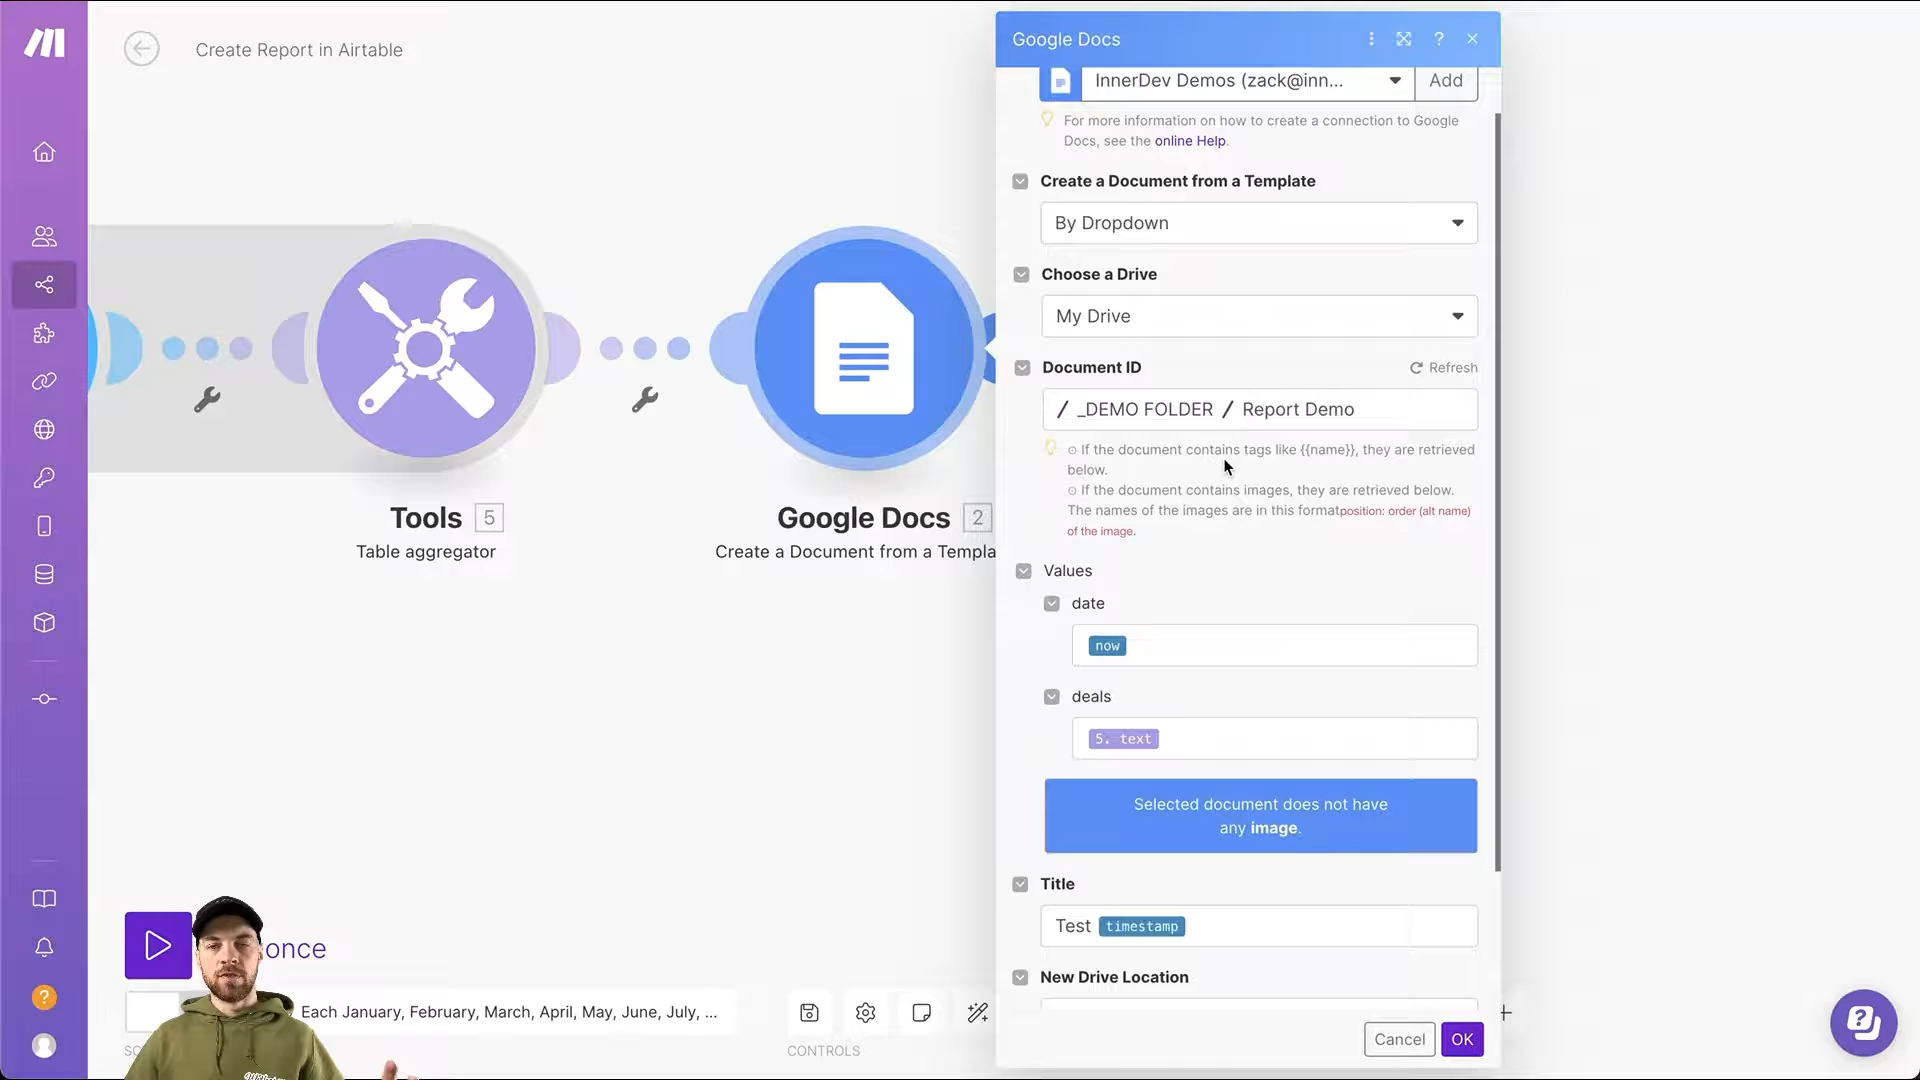 Create Report in Airtable
Google Docs
?
InnerDev Demos (zack@inn...
Add
For more information on how to create a connection to Google
Docs, see the online Help.
Create a Document from a Template
By Dropdown
Choose a Drive
My Drive
Document ID
Refresh
/ _DEMO FOLDER / Report Demo
If the document contains tags like {{name}}, they are retrieved
below.
If the document contains images, they are retrieved below.
The names of the images are in this formatposition: order (alt name)
of the image.
Values
date
now
deals
5. text
Selected document does not have
any image.
Title
Test timestamp
New Drive Location
Cancel
OK
Tools 5
Table aggregator
Google Docs 2
Create a Document from a Templa
once
Each January, February, March, April, May, June, July, ...
CONTROLS
?
?